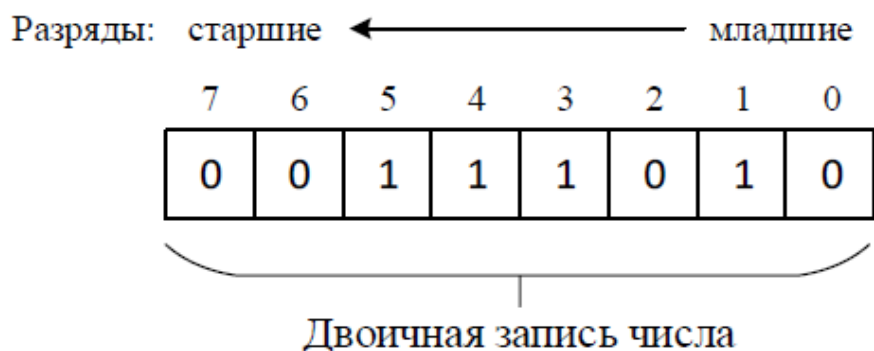 Разряды: старшие младшие
7 6 5 4 3 2 1 0
0 0 1 1 1 0 1 0
Двоичная запись числа